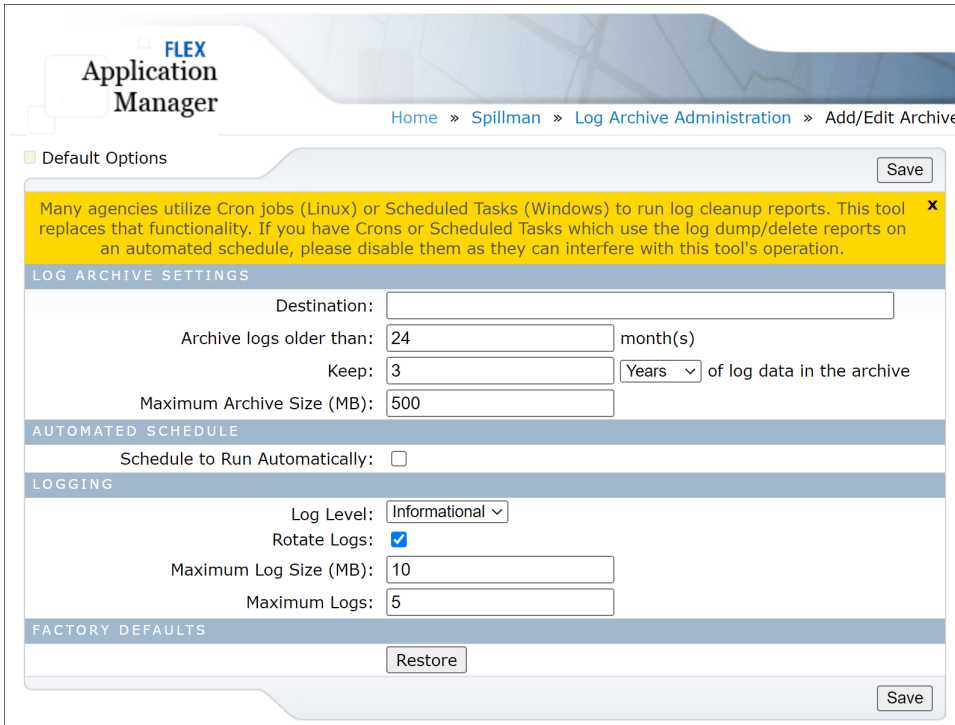 FLEX
Application
Manager
Home » Spillman » Log Archive Administration » Add/Edit Archive
Default Options
Save
Many agencies utilize Cron jobs (Linux) or Scheduled Tasks (Windows) to run log cleanup reports. This tool x
replaces that functionality. If you have Crons or Scheduled Tasks which use the log dump/delete reports on
an automated schedule, please disable them as they can interfere with this tool's operation.
LOG ARCHIVE SETTINGS
Destination:
Archive logs older than: 24 month(s)
Keep: 3 Years of log data in the archive
Maximum Archive Size (MB): 500
AUTOMATED SCHEDULE
Schedule to Run Automatically:
LOGGING
Log Level: Informational
Rotate Logs:
Maximum Log Size (MB): 10
Maximum Logs: 5
FACTORY DEFAULTS
Restore
Save